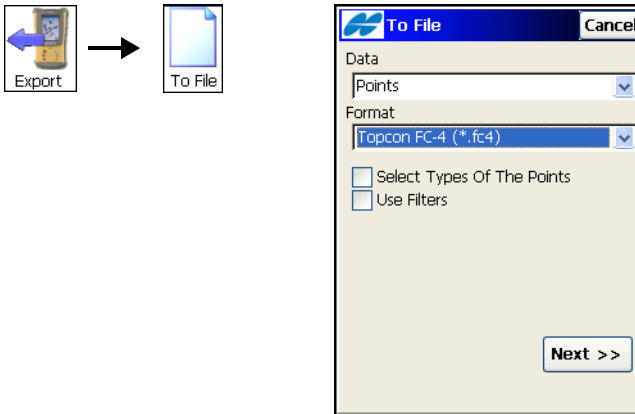 Export
To File
To File
Cancel
Data
Points
Format
Topcon FC-4 (*.fc4)
Select Types Of The Points
Use Filters
Next >>